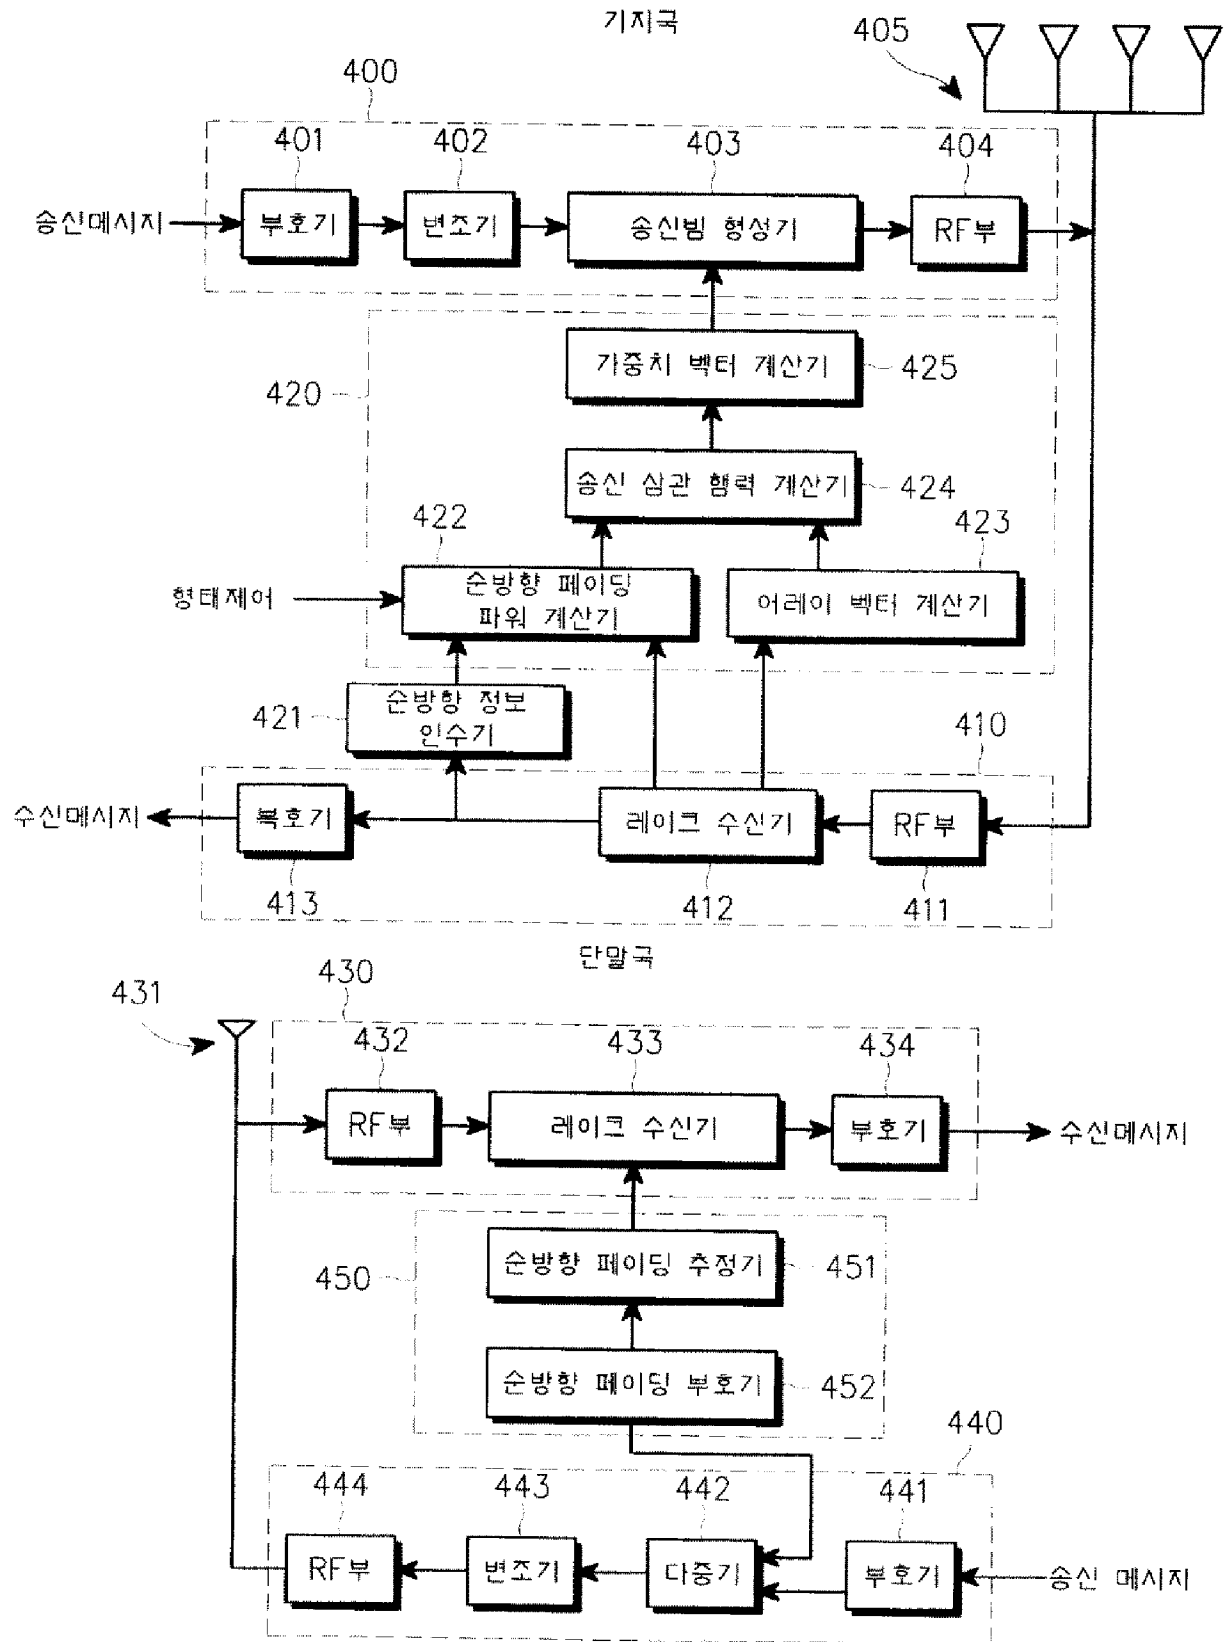 기지국
405
400
401
402
403
404
송신메시지
부호기
변조기
송신빔 형성기
RF부
가중치 벡터 계산기
425
420
송신 상관 행력 계산기
424
422
423
형태제어
순방향 페이딩
파워 계산기
어레이 벡터 계산기
421
순방향 정보
인수기
410
수신메시지
복호기
레이크 수신기
RF부
413
412
411
단말국
431
430
432
433
434
RF부
레이크 수신기
부호기
수신메시지
450
순방향 페이딩 추정기
451
순방향 페이딩 부호기
452
440
444
443
442
441
RF부
변조기
다중기
부호기
송신 메시지